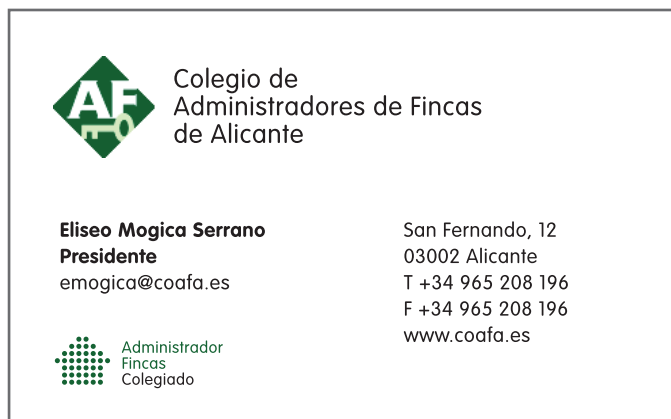 AF
Colegio de
Administradores de Fincas
de Alicante
Eliseo Mogica Serrano
Presidente
emogica@coafa.es
San Fernando, 12
03002 Alicante
T +34 965 208 196
F +34 965 208 196
www.coafa.es
Administrador
Fincas
Colegiado